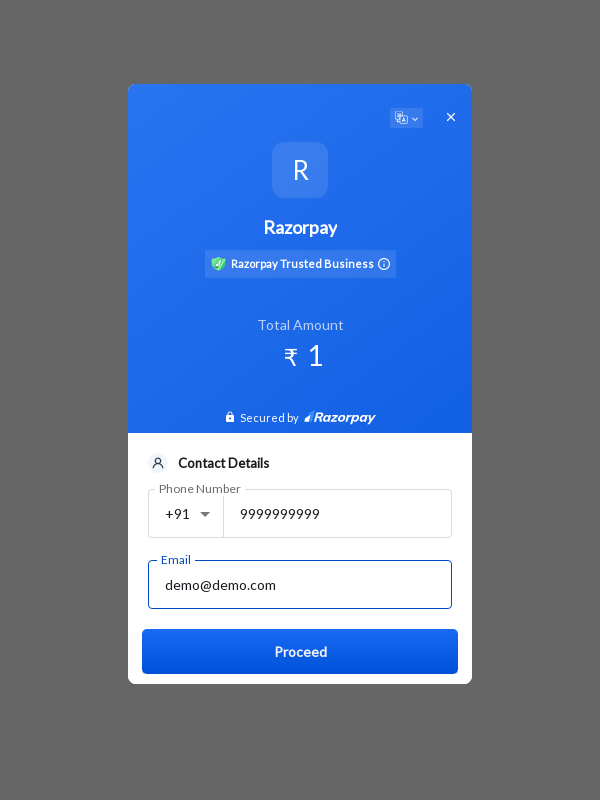 R
Razorpay
Razorpay Trusted Business
Total Amount
₹ 1
Secured by Razorpay
Contact Details
Phone Number
+91 9999999999
Email
demo@demo.com
Proceed